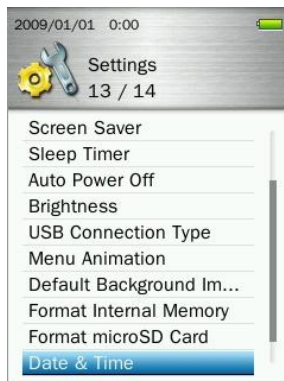 2009/01/01 0:00
Settings
13 / 14
Screen Saver
Sleep Timer
Auto Power Off
Brightness
USB Connection Type
Menu Animation
Default Background Im...
Format Internal Memory
Format microSD Card
Date & Time